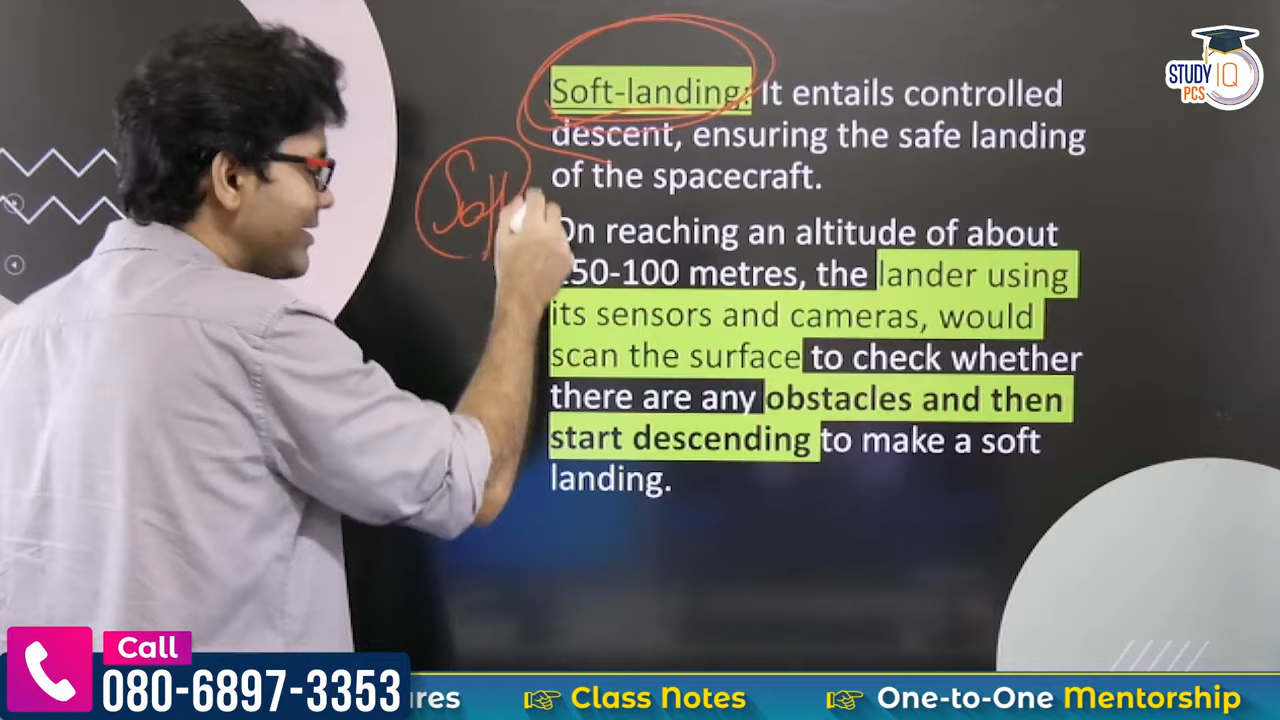 STUDY IQ
PCS
Soft-landing: It entails controlled
descent, ensuring the safe landing
of the spacecraft.
Soft
On reaching an altitude of about
150-100 metres, the lander using
its sensors and cameras, would
scan the surface to check whether
there are any obstacles and then
start descending to make a soft
landing.
Call
080-6897-3353
Class Notes
One-to-One Mentorship